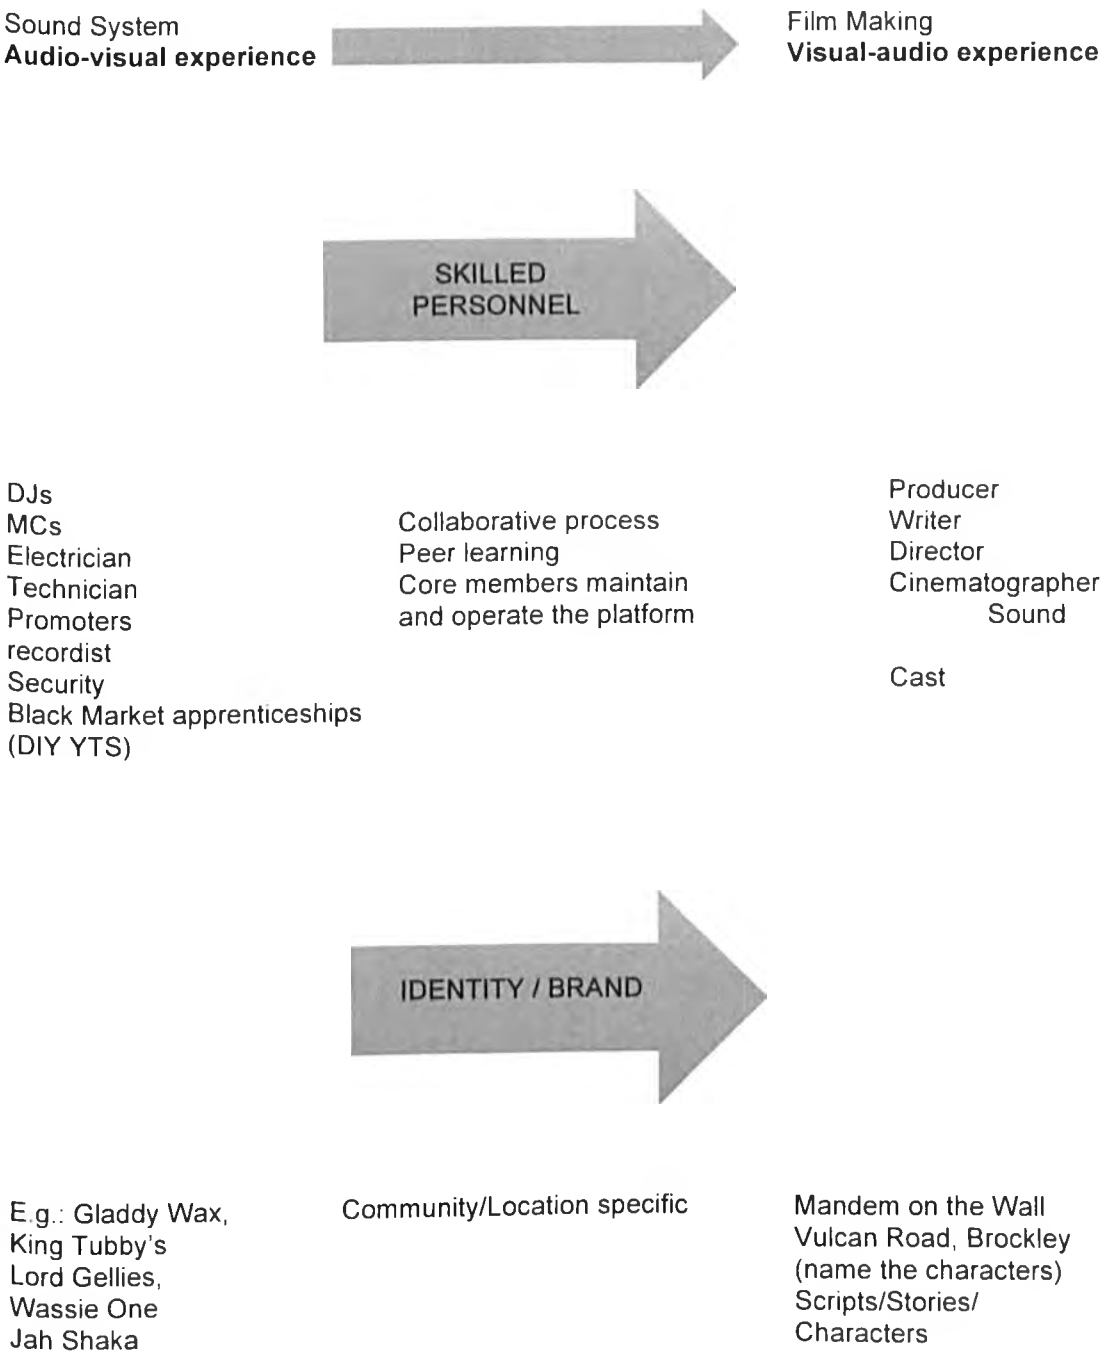 Sound System
Audio-visual experience
Film Making
Visual-audio experience
SKILLED
PERSONNEL
DJs
MCs
Electrician
Technician
Promoters
recordist
Security
Black Market apprenticeships
(DIY YTS)
Collaborative process
Peer learning
Core members maintain
and operate the platform
Producer
Writer
Director
Cinematographer
Sound
Cast
IDENTITY / BRAND
E.g.: Gladdy Wax,
King Tubby's
Lord Gellies,
Wassie One
Jah Shaka
Community/Location specific
Mandem on the Wall
Vulcan Road, Brockley
(name the characters)
Scripts/Stories/
Characters